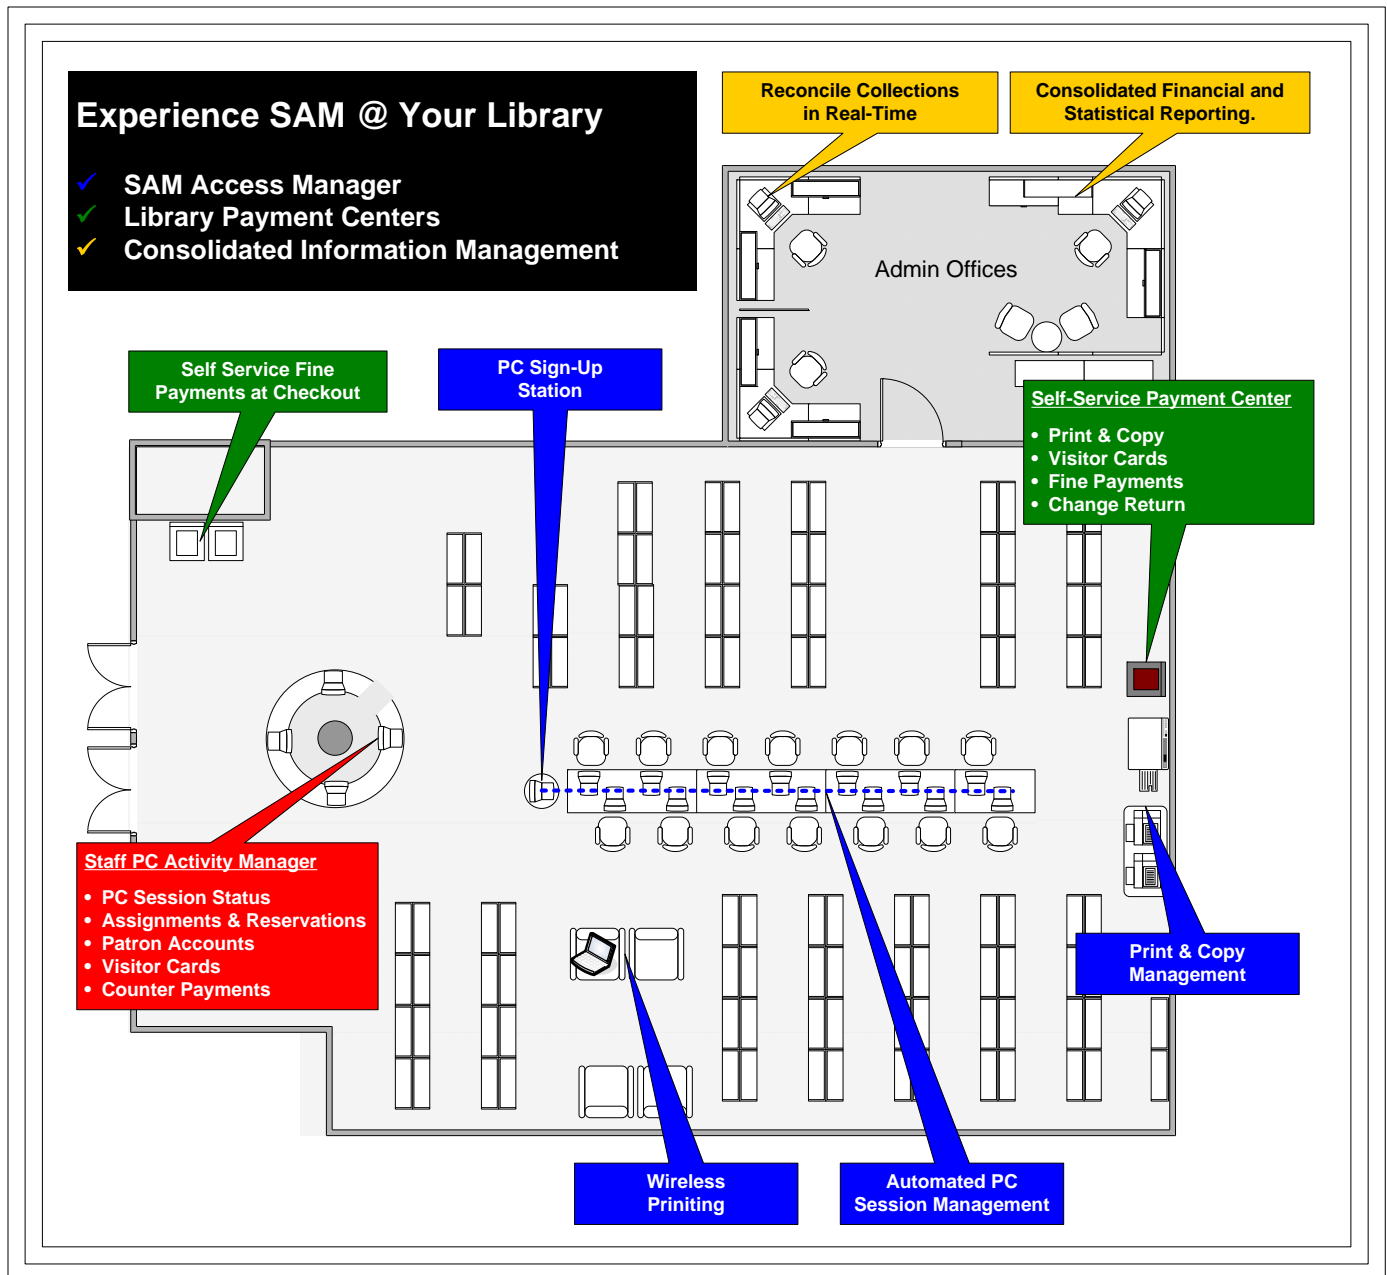 Experience SAM @ Your Library
✓ SAM Access Manager
✓ Library Payment Centers
✓ Consolidated Information Management
Reconcile Collections
in Real-Time
Consolidated Financial and
Statistical Reporting.
Admin Offices
Self Service Fine
Payments at Checkout
PC Sign-Up
Station
Self-Service Payment Center
• Print & Copy
• Visitor Cards
• Fine Payments
• Change Return
Staff PC Activity Manager
• PC Session Status
• Assignments & Reservations
• Patron Accounts
• Visitor Cards
• Counter Payments
Print & Copy
Management
Wireless
Priniting
Automated PC
Session Management